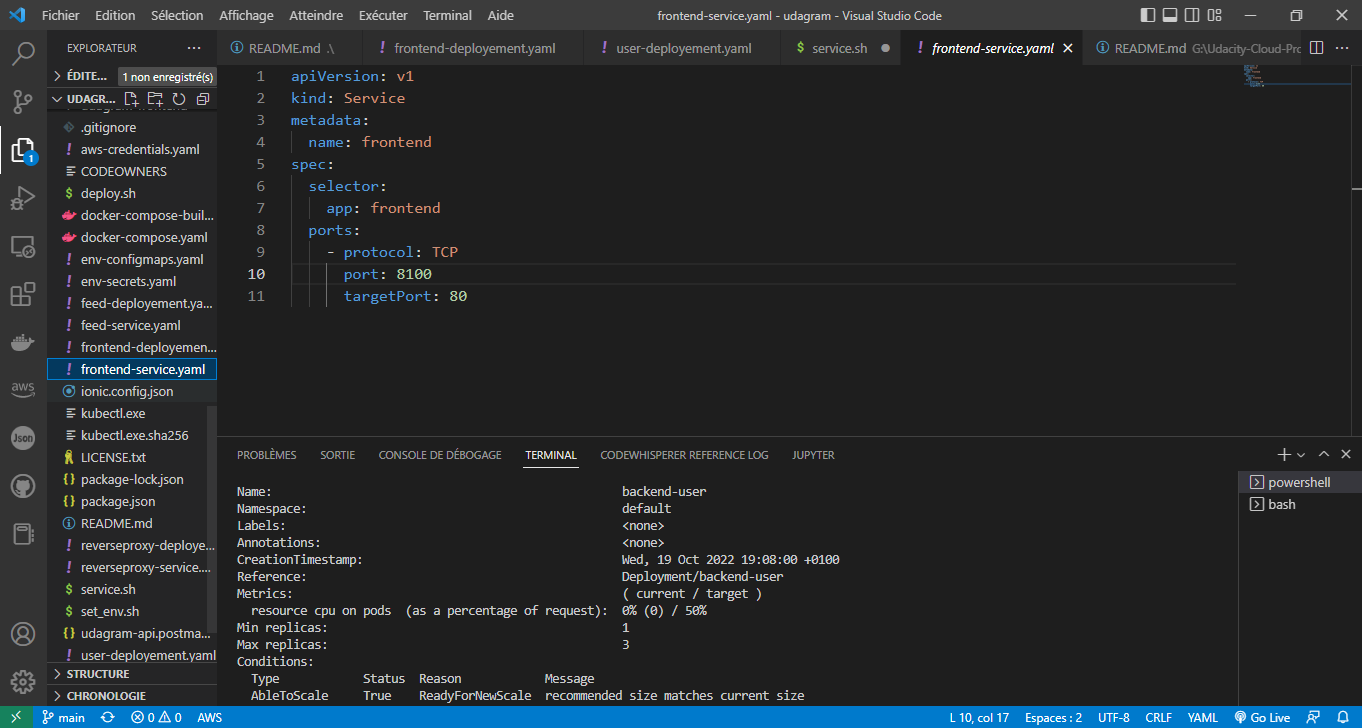 Fichier Edition Sélection Affichage Atteindre Exécuter Terminal Aide frontend-service.yaml - udagram - Visual Studio Code
EXPLORATEUR ···
README.md .\ ! frontend-deployement.yaml ! user-deployement.yaml $ service.sh ● ! frontend-service.yaml README.md G:\Udacity-Cloud-Pro ···
ÉDITE... 1 non enregistré(s)
UDAGR...
.gitignore
! aws-credentials.yaml
CODEOWNERS
$ deploy.sh
docker-compose-buil...
docker-compose.yaml
! env-configmaps.yaml
! env-secrets.yaml
! feed-deployement.ya...
! feed-service.yaml
! frontend-deployemen...
! frontend-service.yaml
ionic.config.json
kubectl.exe
kubectl.exe.sha256
LICENSE.txt
{} package-lock.json
{} package.json
README.md
! reverseproxy-deploye...
! reverseproxy-service....
$ service.sh
$ set_env.sh
{} udagram-api.postma...
! user-deployement.yaml
STRUCTURE
CHRONOLOGIE
1
aws
Json
1 apiVersion: v1
2 kind: Service
3 metadata:
4 name: frontend
5 spec:
6 selector:
7 app: frontend
8 ports:
9 - protocol: TCP
10 port: 8100
11 targetPort: 80
PROBLÈMES SORTIE CONSOLE DE DÉBOGAGE TERMINAL CODEWHISPERER REFERENCE LOG JUPYTER
powershell
bash
Name: backend-user
Namespace: default
Labels: <none>
Annotations: <none>
CreationTimestamp: Wed, 19 Oct 2022 19:08:00 +0100
Reference: Deployment/backend-user
Metrics: ( current / target )
resource cpu on pods (as a percentage of request): 0% (0) / 50%
Min replicas: 1
Max replicas: 3
Conditions:
Type Status Reason Message
AbleToScale True ReadyForNewScale recommended size matches current size
main 0 0 AWS L 10, col 17 Espaces : 2 UTF-8 CRLF YAML Go Live